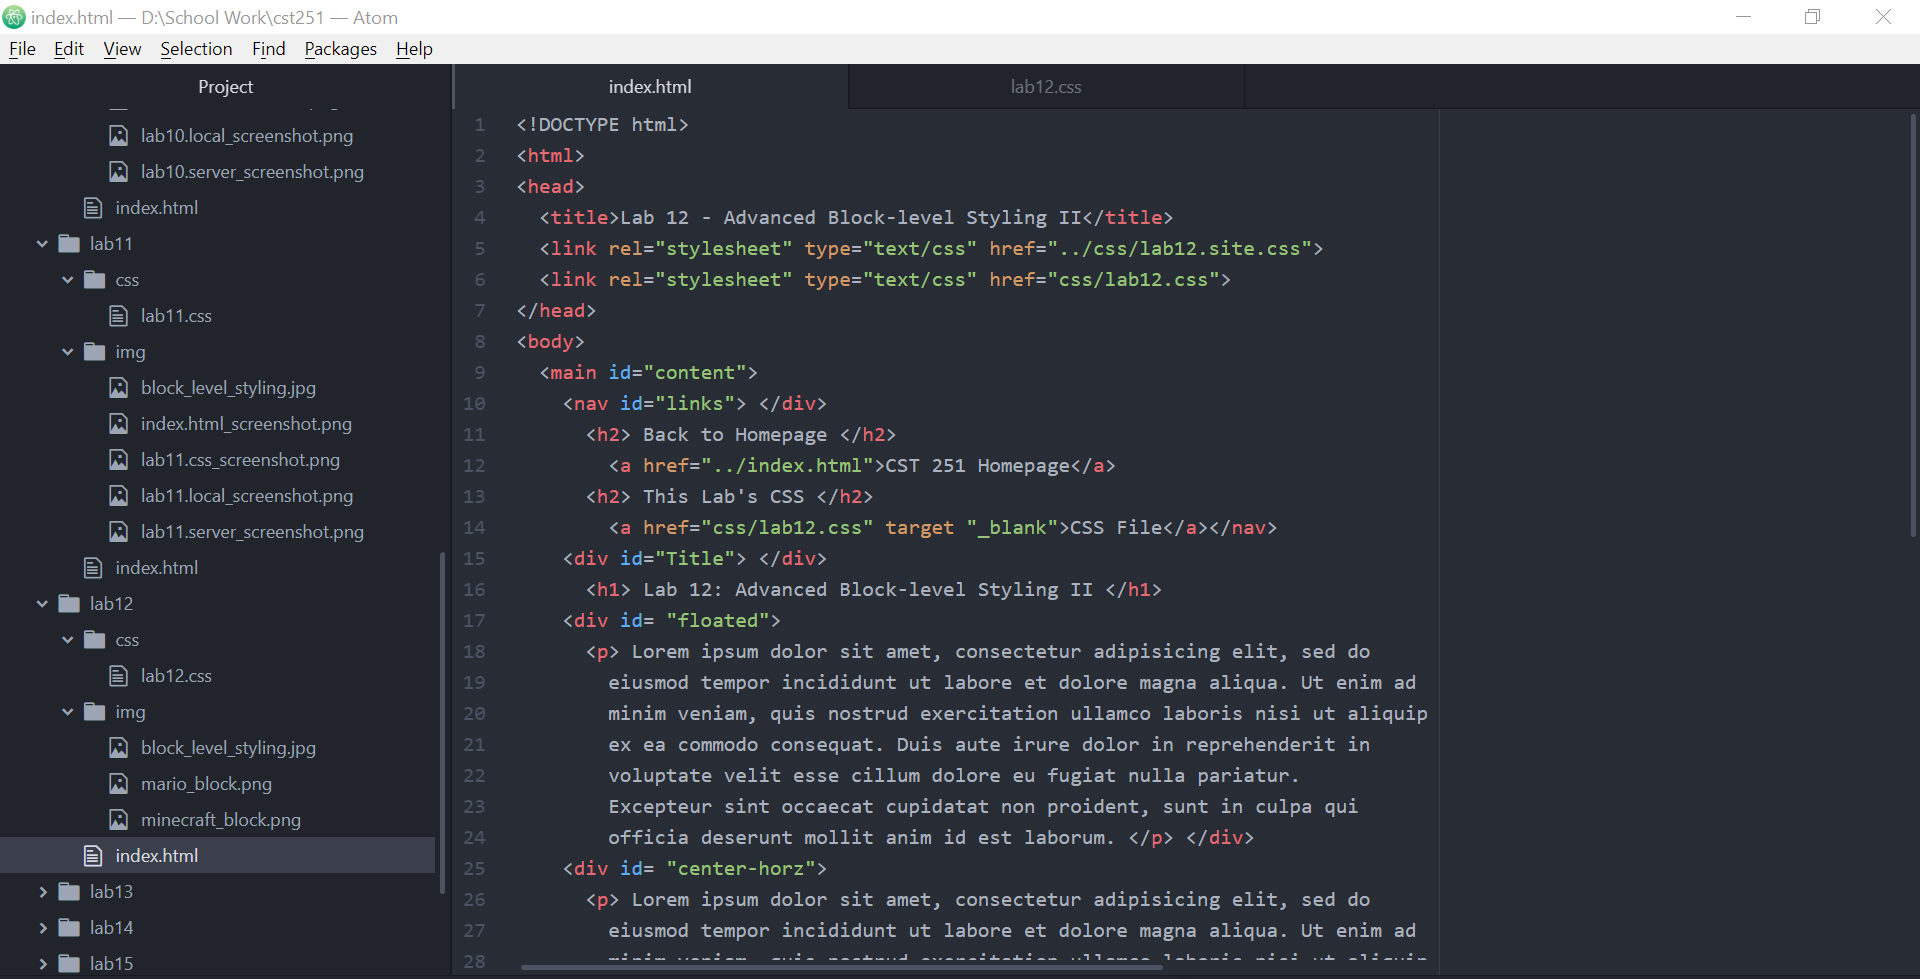 index.html — D:\School Work\cst251 — Atom
File Edit View Selection Find Packages Help
Project
lab10.local_screenshot.png
lab10.server_screenshot.png
index.html
lab11
css
lab11.css
img
block_level_styling.jpg
index.html_screenshot.png
lab11.css_screenshot.png
lab11.local_screenshot.png
lab11.server_screenshot.png
index.html
lab12
css
lab12.css
img
block_level_styling.jpg
mario_block.png
minecraft_block.png
index.html
lab13
lab14
lab15
index.html lab12.css
1 <!DOCTYPE html>
2 <html>
3 <head>
4 <title>Lab 12 - Advanced Block-level Styling II</title>
5 <link rel="stylesheet" type="text/css" href="../css/lab12.site.css">
6 <link rel="stylesheet" type="text/css" href="css/lab12.css">
7 </head>
8 <body>
9 <main id="content">
10 <nav id="links"> </div>
11 <h2> Back to Homepage </h2>
12 <a href="../index.html">CST 251 Homepage</a>
13 <h2> This Lab's CSS </h2>
14 <a href="css/lab12.css" target "_blank">CSS File</a></nav>
15 <div id="Title"> </div>
16 <h1> Lab 12: Advanced Block-level Styling II </h1>
17 <div id= "floated">
18 <p> Lorem ipsum dolor sit amet, consectetur adipisicing elit, sed do
19 eiusmod tempor incididunt ut labore et dolore magna aliqua. Ut enim ad
20 minim veniam, quis nostrud exercitation ullamco laboris nisi ut aliquip
21 ex ea commodo consequat. Duis aute irure dolor in reprehenderit in
22 voluptate velit esse cillum dolore eu fugiat nulla pariatur.
23 Excepteur sint occaecat cupidatat non proident, sunt in culpa qui
24 officia deserunt mollit anim id est laborum. </p> </div>
25 <div id= "center-horz">
26 <p> Lorem ipsum dolor sit amet, consectetur adipisicing elit, sed do
27 eiusmod tempor incididunt ut labore et dolore magna aliqua. Ut enim ad
28